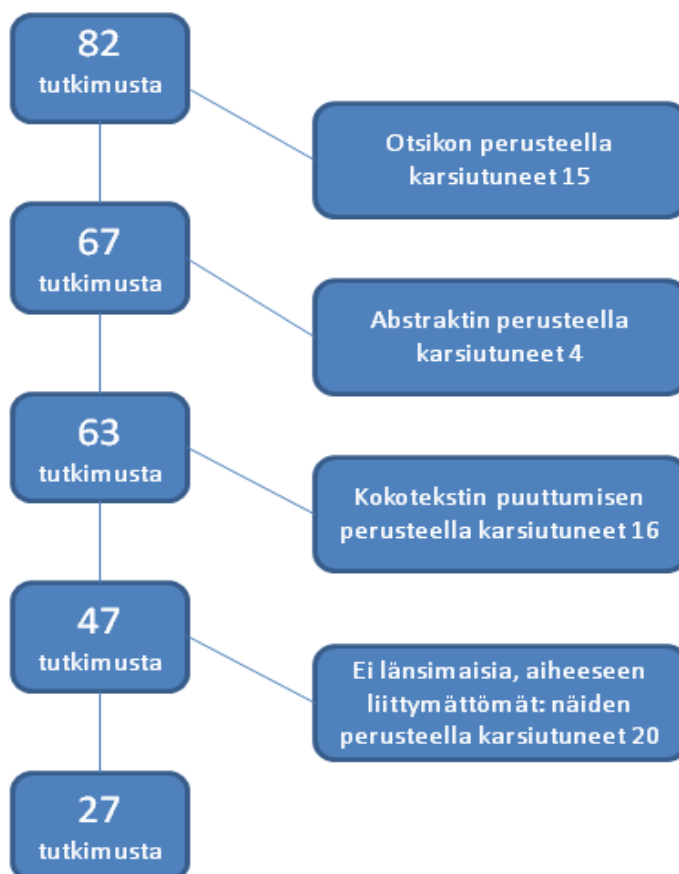 82
tutkimusta
Otsikon perusteella
karsiutuneet 15
67
tutkimusta
Abstraktin perusteella
karsiutuneet 4
63
tutkimusta
Kokotekstin puuttumisen
perusteella karsiutuneet 16
47
tutkimusta
Ei länsimaisia, aiheeseen
liittymättömät: näiden
perusteella karsiutuneet 20
27
tutkimusta